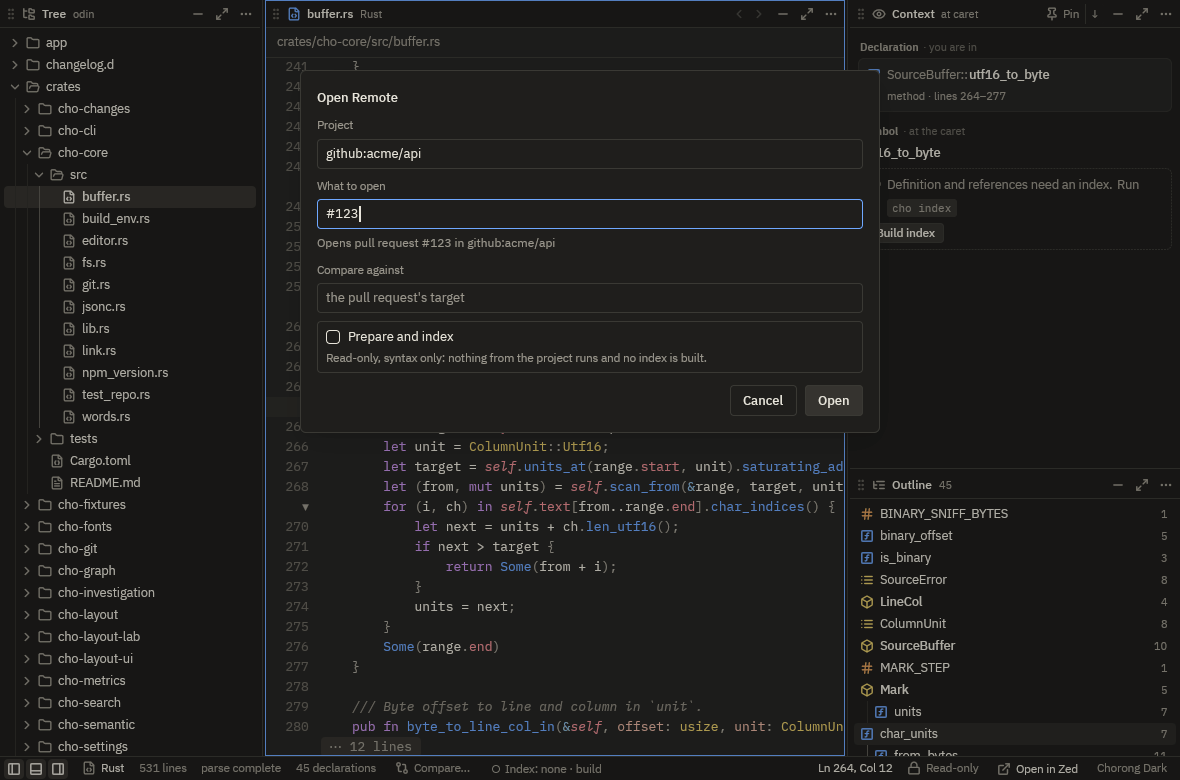 Tree odin
app
changelog.d
crates
cho-changes
cho-cli
cho-core
src
buffer.rs
build_env.rs
editor.rs
fs.rs
git.rs
jsonc.rs
lib.rs
link.rs
npm_version.rs
test_repo.rs
words.rs
tests
Cargo.toml
README.md
cho-fixtures
cho-fonts
cho-git
cho-graph
cho-investigation
cho-layout
cho-layout-lab
cho-layout-ui
cho-metrics
cho-search
cho-semantic
cho-settings
buffer.rs Rust
crates/cho-core/src/buffer.rs
241 }
Open Remote
Project
github:acme/api
What to open
#123
Opens pull request #123 in github:acme/api
Compare against
the pull request's target
Prepare and index
Read-only, syntax only: nothing from the project runs and no index is built.
Cancel Open
266 let unit = ColumnUnit::Utf16;
267 let target = self.units_at(range.start, unit).saturating_ad
268 let (from, mut units) = self.scan_from(&range, target, unit
▼ for (i, ch) in self.text[from..range.end].char_indices() {
270 let next = units + ch.len_utf16();
271 if next > target {
272 return Some(from + i);
273 }
274 units = next;
275 }
276 Some(range.end)
277 }
278
279 /// Byte offset to line and column in `unit`.
280 pub fn byte_to_line_col_in(&self, offset: usize, unit: ColumnUn
··· 12 lines
Context at caret Pin ↓
Declaration · you are in
SourceBuffer::utf16_to_byte
method · lines 264–277
bol · at the caret
16_to_byte
Definition and references need an index. Run
cho index
Build index
Outline 45
BINARY_SNIFF_BYTES 1
binary_offset 5
is_binary 3
SourceError 8
LineCol 4
ColumnUnit 8
SourceBuffer 10
MARK_STEP 1
Mark 5
units 7
char_units 7
from_bytes
Rust 531 lines parse complete 45 declarations Compare... Index: none · build Ln 264, Col 12 Read-only Open in Zed Chorong Dark